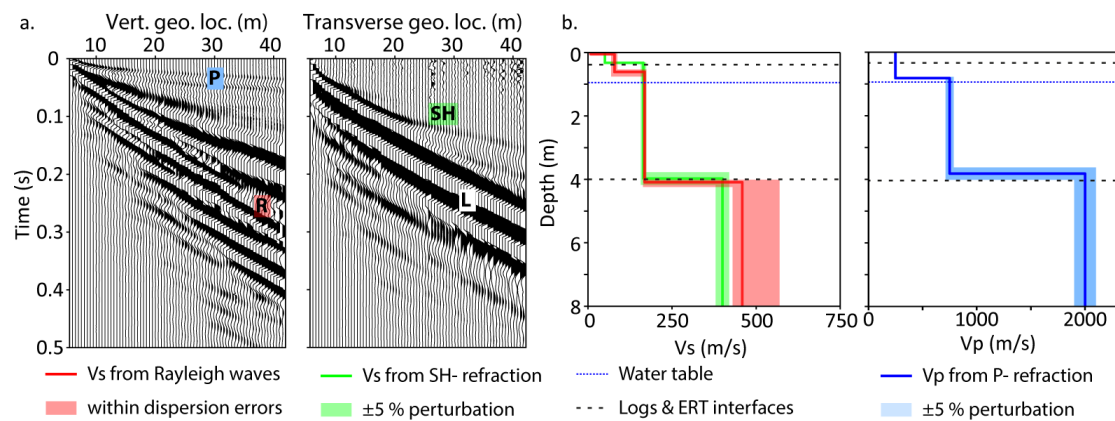 a.
Vert. geo. loc. (m)
10 20 30 40
Transverse geo. loc. (m)
10 20 30 40
Time (s)
0
0.1
0.2
0.3
0.4
0.5
P
R
SH
L
b.
Depth (m)
0
2
4
6
8
0 250 500 750
Vs (m/s)
1000 2000
Vp (m/s)
Vs from Rayleigh waves
within dispersion errors
Vs from SH- refraction
±5 % perturbation
Water table
Logs & ERT interfaces
Vp from P- refraction
±5 % perturbation